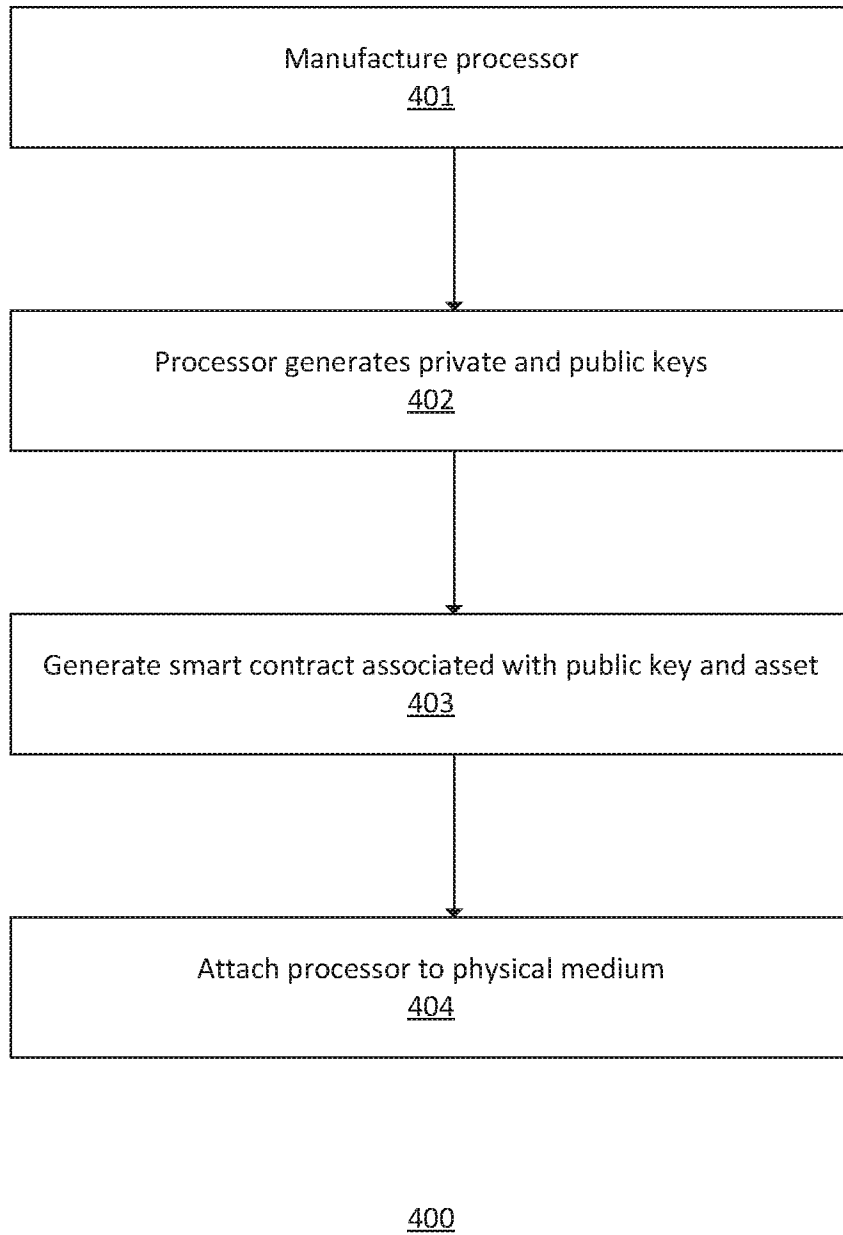 Manufacture processor
401
Processor generates private and public keys
402
Generate smart contract associated with public key and asset
403
Attach processor to physical medium
404
400